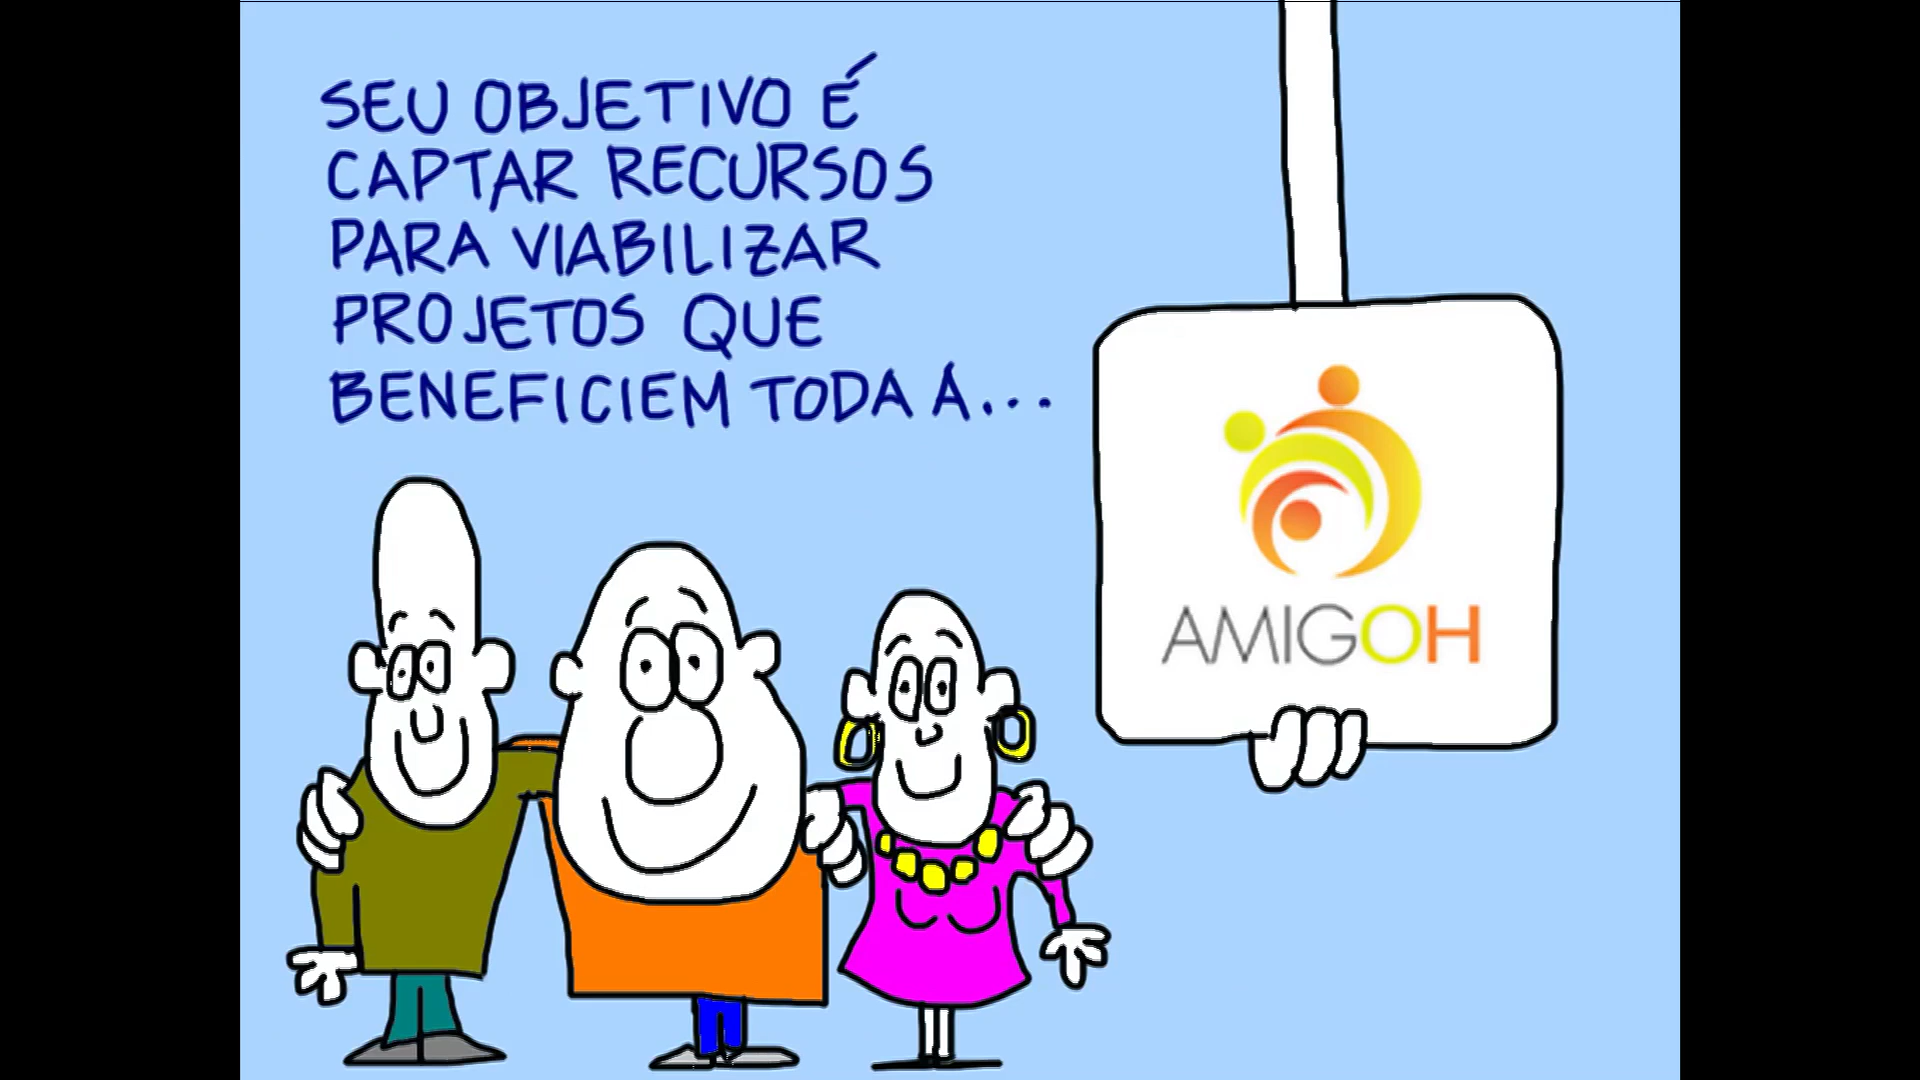 SEU OBJETIVO É
CAPTAR RECURSOS
PARA VIABILIZAR
PROJETOS QUE
BENEFICIEM TODA A...
AMIGOH